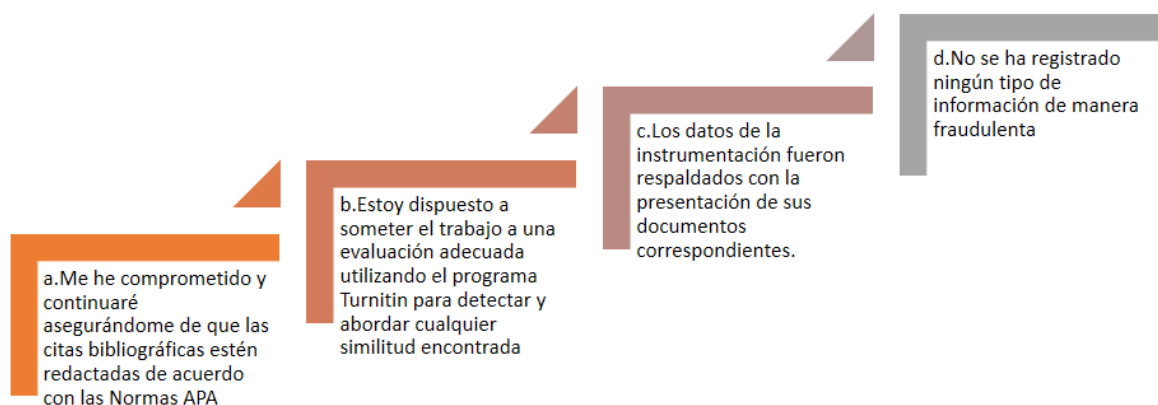 a.Me he comprometido y
continuaré
asegurándome de que las
citas bibliográficas estén
redactadas de acuerdo
con las Normas APA
b.Estoy dispuesto a
someter el trabajo a una
evaluación adecuada
utilizando el programa
Turnitin para detectar y
abordar cualquier
similitud encontrada
c.Los datos de la
instrumentación fueron
respaldados con la
presentación de sus
documentos
correspondientes.
d.No se ha registrado
ningún tipo de
información de manera
fraudulenta